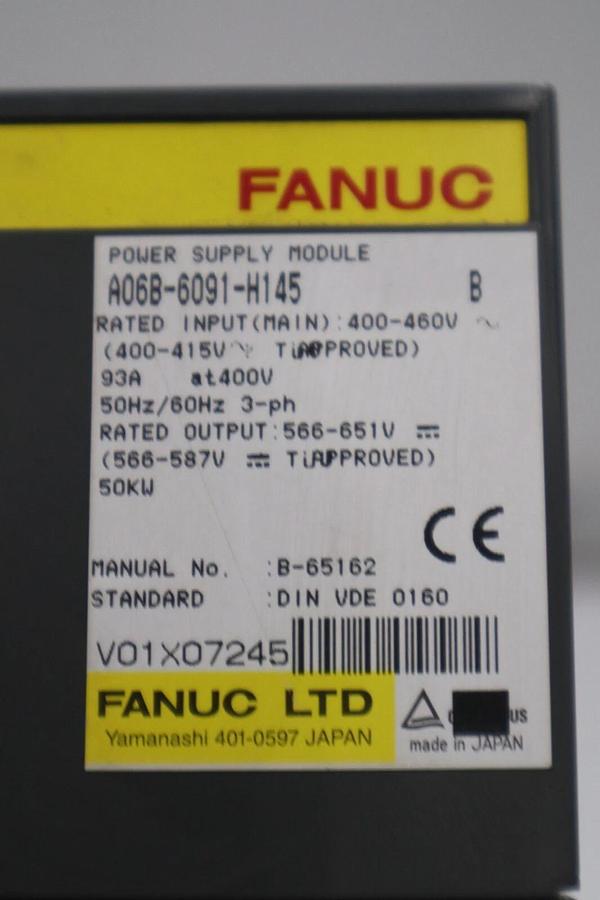 FANUC
POWER SUPPLY MODULE
A06B-6091-H145 B
RATED INPUT(MAIN):400-460V ~
(400-415V ~ TÜV APPROVED)
93A at400V
50Hz/60Hz 3-ph
RATED OUTPUT:566-651V ⎓
(566-587V ⎓ TÜV APPROVED)
50KW
CE
MANUAL No. :B-65162
STANDARD :DIN VDE 0160
V01X07245
FANUC LTD
Yamanashi 401-0597 JAPAN
US
made in JAPAN